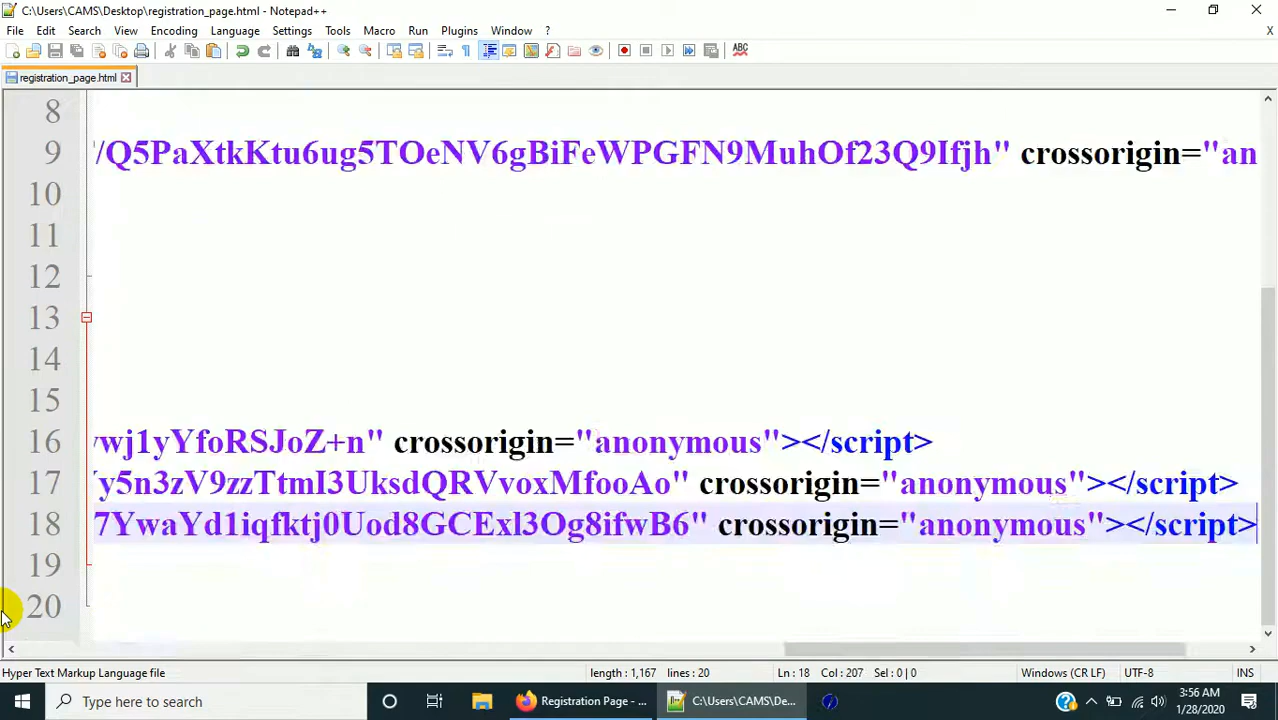 C:\Users\CAMS\Desktop\registration_page.html - Notepad++
File Edit Search View Encoding Language Settings Tools Macro Run Plugins Window ? X
ABC
registration_page.html
8
9 /Q5PaXtkKtu6ug5TOeNV6gBiFeWPGFN9MuhOf23Q9Ifjh" crossorigin="an
10
11
12
13
14
15
16 wj1yYfoRSJoZ+n" crossorigin="anonymous"></script>
17 y5n3zV9zzTtmI3UksdQRVvoxMfooAo" crossorigin="anonymous"></script>
18 7YwaYd1iqfktj0Uod8GCExl3Og8ifwB6" crossorigin="anonymous"></script>
19
20
Hyper Text Markup Language file length : 1,167 lines : 20 Ln : 18 Col : 207 Sel : 0 | 0 Windows (CR LF) UTF-8 INS
Type here to search Registration Page - ... C:\Users\CAMS\De... 3:56 AM
1/28/2020